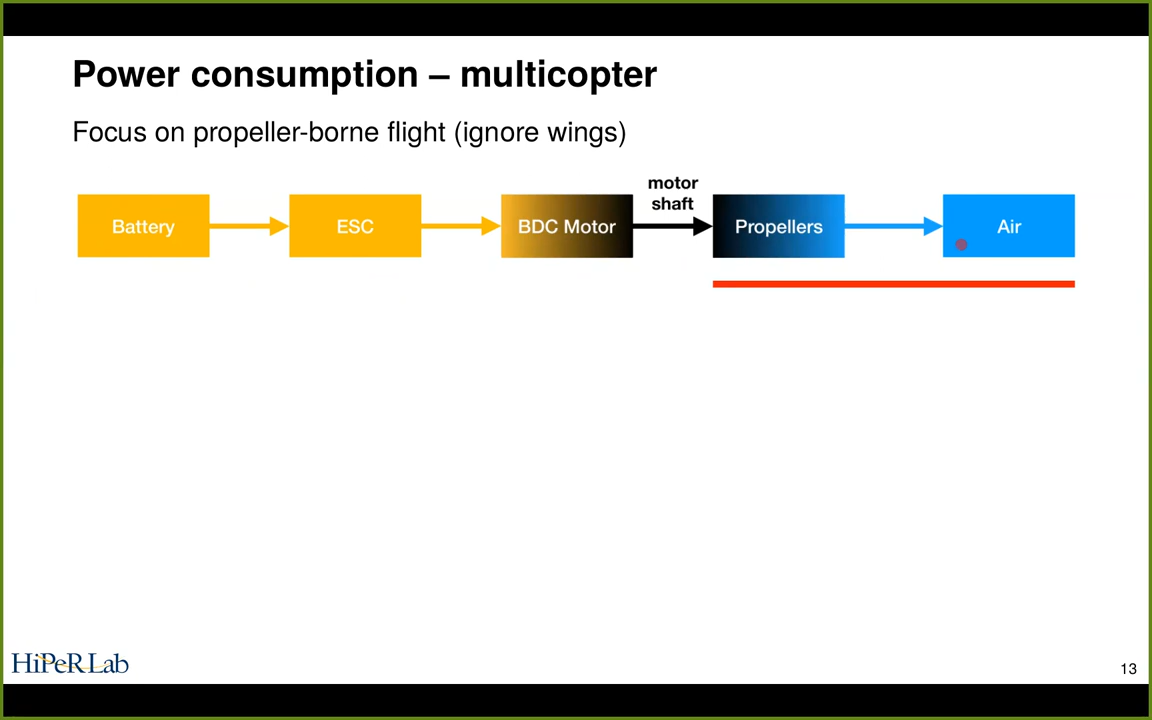 Power consumption – multicopter
Focus on propeller-borne flight (ignore wings)
motor
shaft
Battery
ESC
BDC Motor
Propellers
Air
HiPeRLab
13